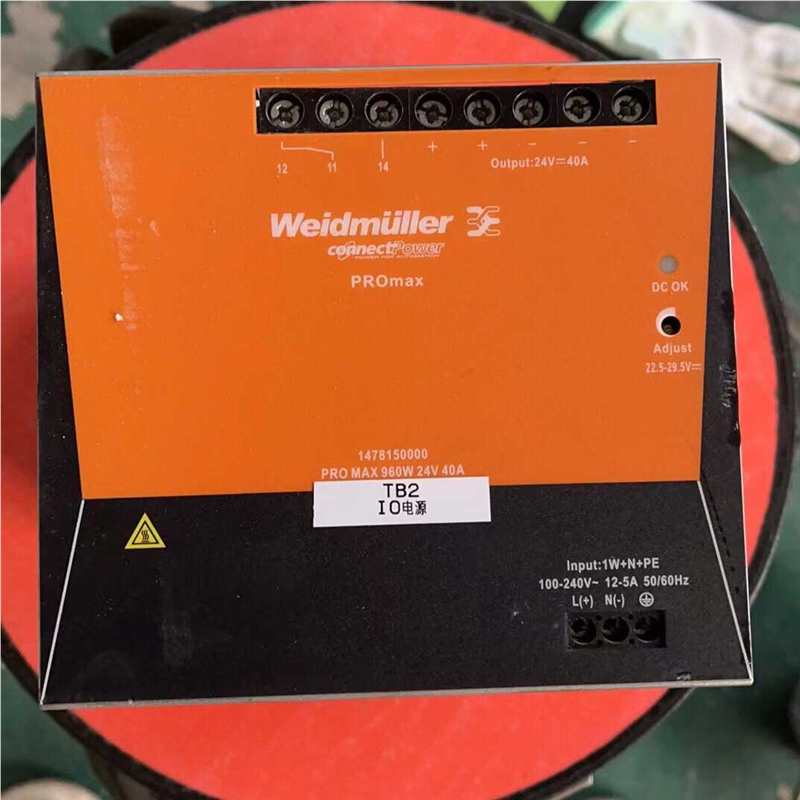 12 11 14 + + - - -
Output:24V⎓40A
Weidmüller
connectPower
POWER FOR AUTOMATION
PROmax
DC OK
Adjust
22.5-29.5V⎓
1478150000
PRO MAX 960W 24V 40A
TB2
IO电源
Input:1W+N+PE
100-240V~ 12-5A 50/60Hz
L(+) N(-)